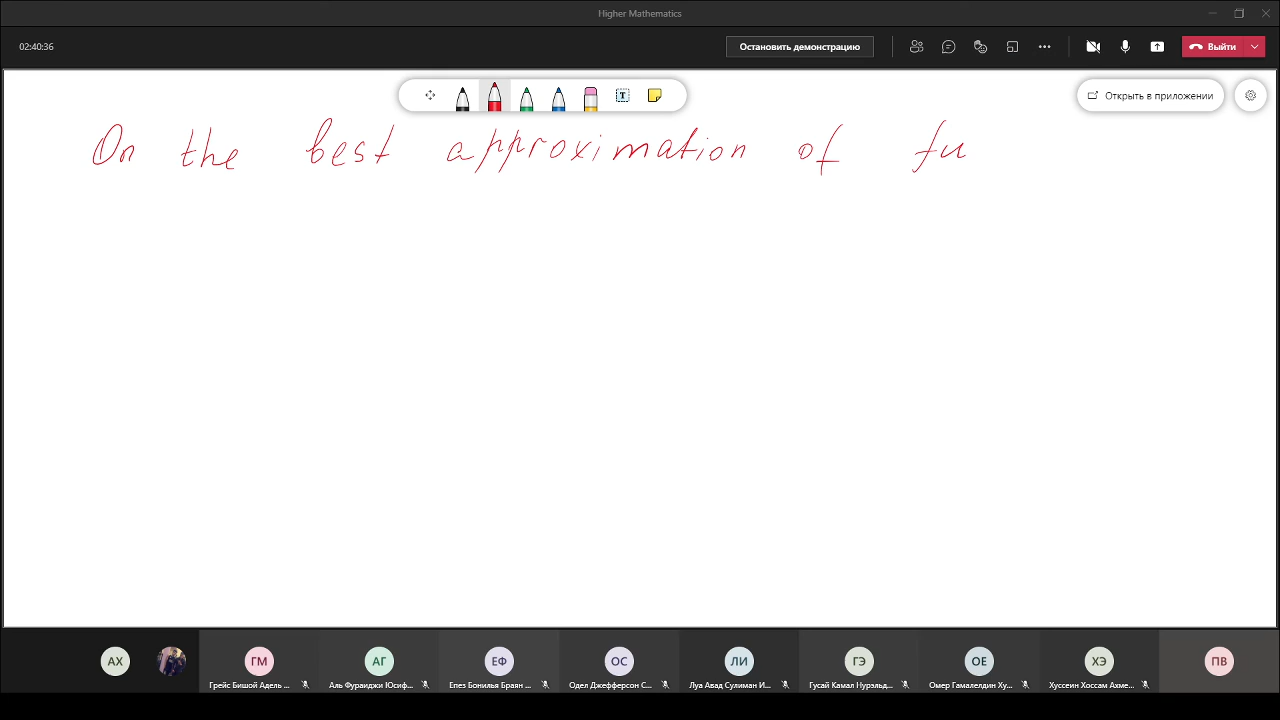 Higher Mathematics
02:40:36
Остановить демонстрацию
Выйти
Открыть в приложении
T
On the best approximation of fu
АХ
ГМ
АГ
ЕФ
ОС
ЛИ
ГЭ
ОЕ
ХЭ
ПВ
Грейс Бишой Адель ...
Аль Фураиджи Юсиф...
Епез Бонилья Браян ...
Одел Джефферсон С...
Луа Авад Сулиман И...
Гусай Камал Нурэльд...
Омер Гамалелдин Ху...
Хуссеин Хоссам Ахме...